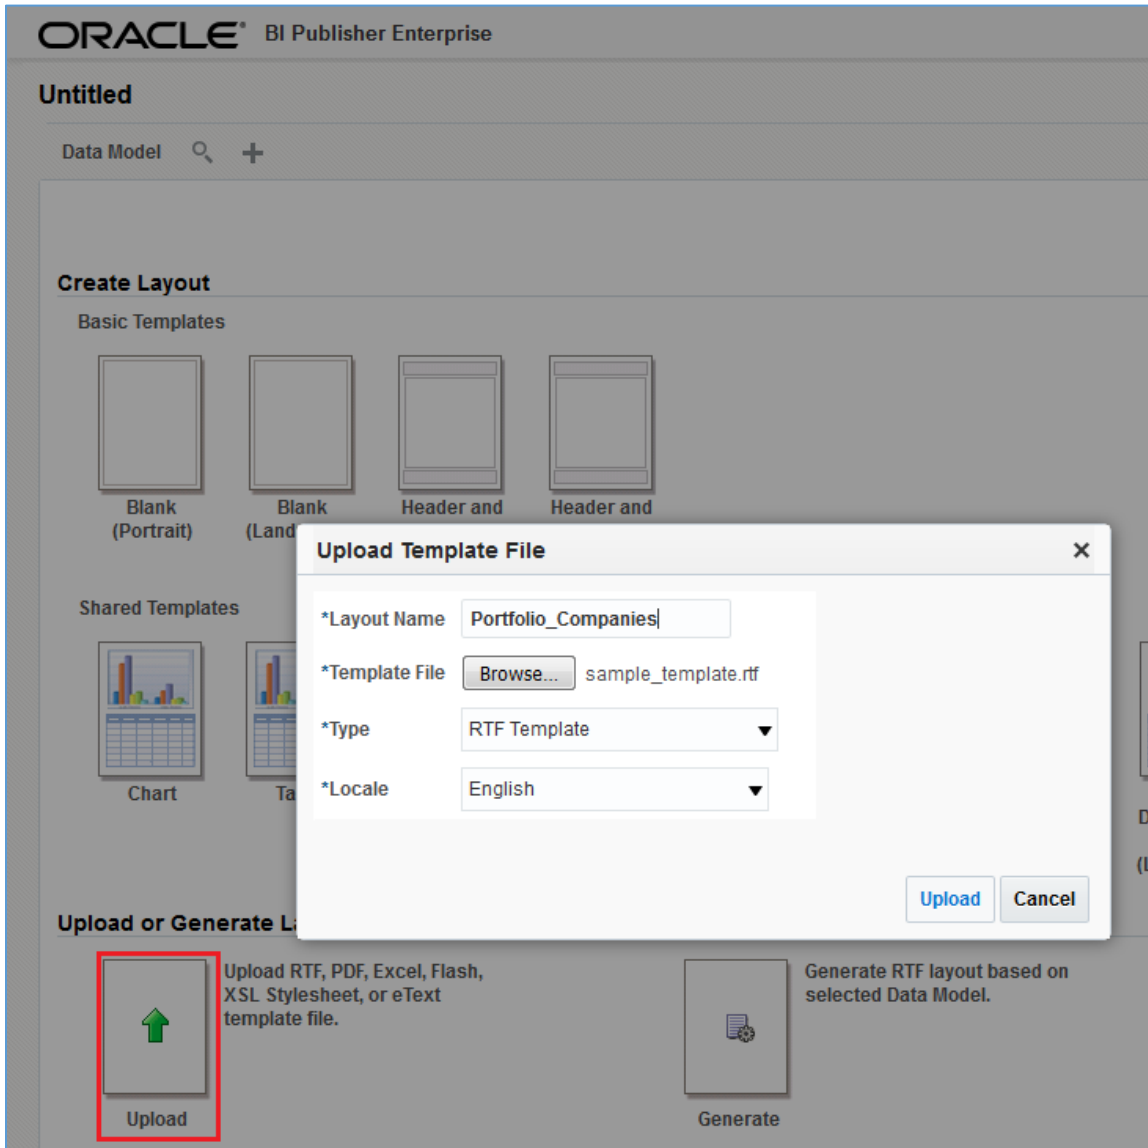 ORACLE® BI Publisher Enterprise
Untitled
Data Model
Create Layout
Basic Templates
Blank
(Portrait)
Blank
(Land
Header and
Header and
Shared Templates
Chart
Ta
Upload Template File
*Layout Name Portfolio_Companies
*Template File Browse... sample_template.rtf
*Type RTF Template
*Locale English
Upload Cancel
D
(L
Upload or Generate La
Upload RTF, PDF, Excel, Flash,
XSL Stylesheet, or eText
template file.
Upload
Generate RTF layout based on
selected Data Model.
Generate